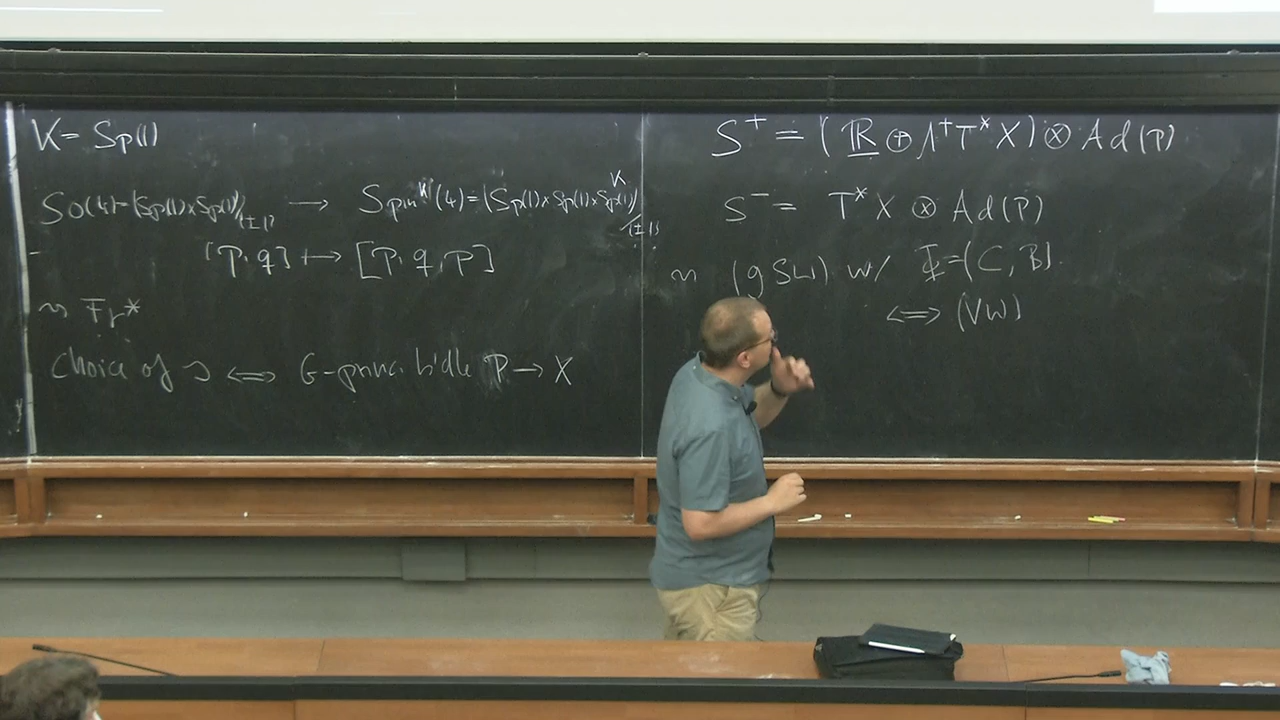 K = Sp(1)
SO(4) = (Sp(1) × Sp(1))/{±1} ⟶ Spin^K(4) = (Sp(1) × Sp(1) × Sp(1)^K)/{±1}
[p, q] ⟼ [p, q, p]
⇝ Fr*
Choice of s ⟺ G-princ. b'dle P → X
S⁺ = (ℝ ⊕ Λ⁺T*X) ⊗ Ad(P)
S⁻ = T*X ⊗ Ad(P)
⇝ (gSW) w/ Φ = (C, B).
⟺ (VW)